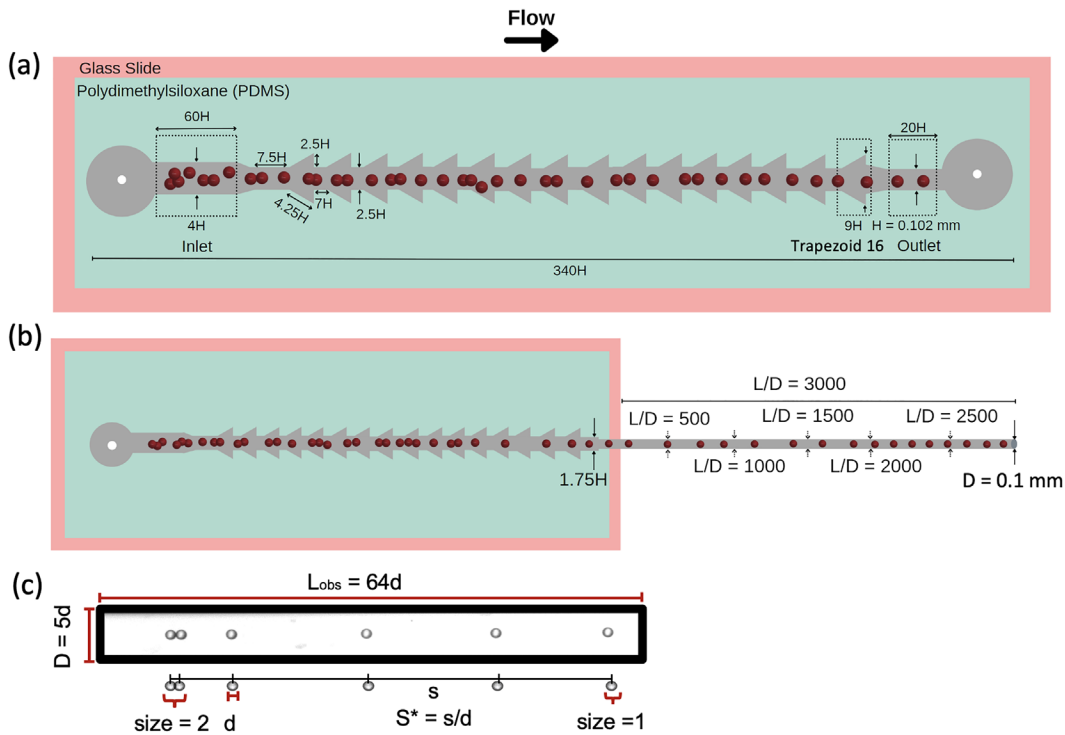 Flow
(a)
Glass Slide
Polydimethylsiloxane (PDMS)
60H
2.5H
20H
7.5H
4.25H
7H
2.5H
4H
9H
H = 0.102 mm
Inlet
Trapezoid 16
Outlet
340H
(b)
L/D = 3000
L/D = 500
L/D = 1500
L/D = 2500
L/D = 1000
L/D = 2000
1.75H
D = 0.1 mm
(c)
Lobs = 64d
D = 5d
s
size = 2
d
S* = s/d
size =1